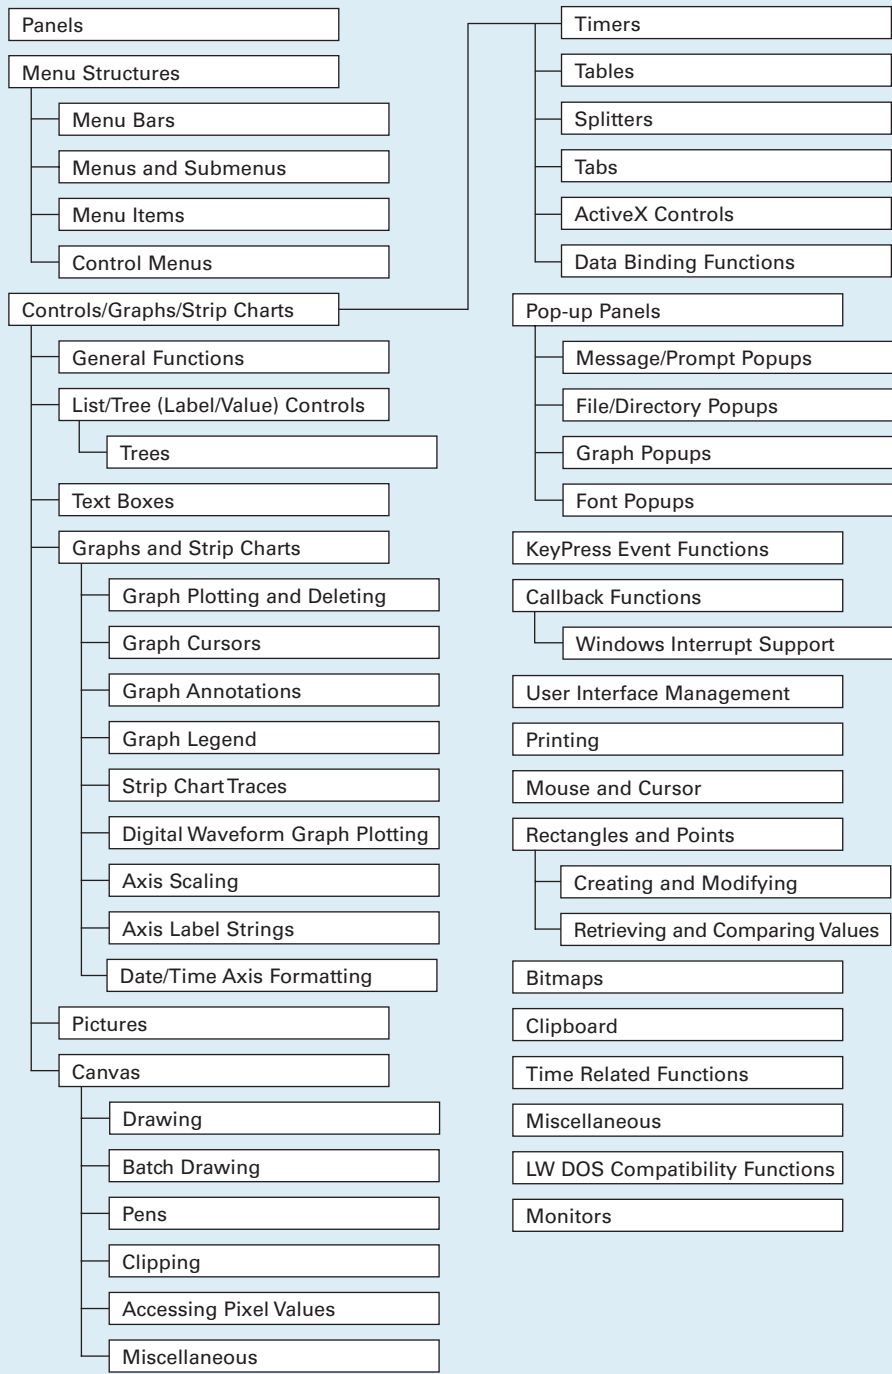 Panels
Menu Structures
Menu Bars
Menus and Submenus
Menu Items
Control Menus
Controls/Graphs/Strip Charts
General Functions
List/Tree (Label/Value) Controls
Trees
Text Boxes
Graphs and Strip Charts
Graph Plotting and Deleting
Graph Cursors
Graph Annotations
Graph Legend
Strip Chart Traces
Digital Waveform Graph Plotting
Axis Scaling
Axis Label Strings
Date/Time Axis Formatting
Pictures
Canvas
Drawing
Batch Drawing
Pens
Clipping
Accessing Pixel Values
Miscellaneous
Timers
Tables
Splitters
Tabs
ActiveX Controls
Data Binding Functions
Pop-up Panels
Message/Prompt Popups
File/Directory Popups
Graph Popups
Font Popups
KeyPress Event Functions
Callback Functions
Windows Interrupt Support
User Interface Management
Printing
Mouse and Cursor
Rectangles and Points
Creating and Modifying
Retrieving and Comparing Values
Bitmaps
Clipboard
Time Related Functions
Miscellaneous
LW DOS Compatibility Functions
Monitors